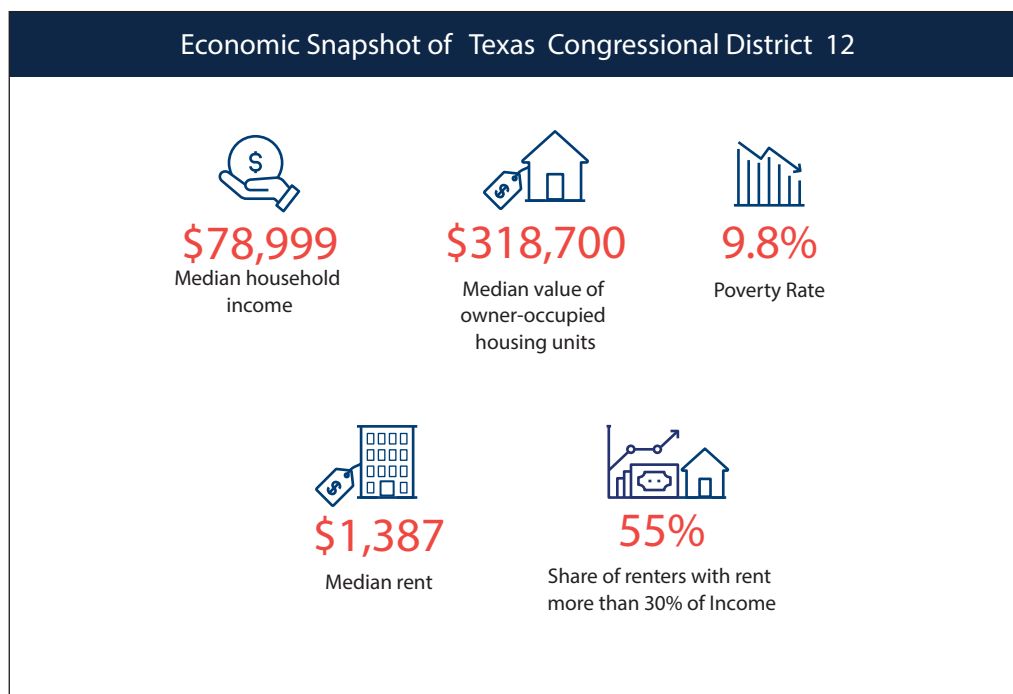 Economic Snapshot of Texas Congressional District 12
$78,999
Median household
income
$318,700
Median value of
owner-occupied
housing units
9.8%
Poverty Rate
$1,387
Median rent
55%
Share of renters with rent
more than 30% of Income